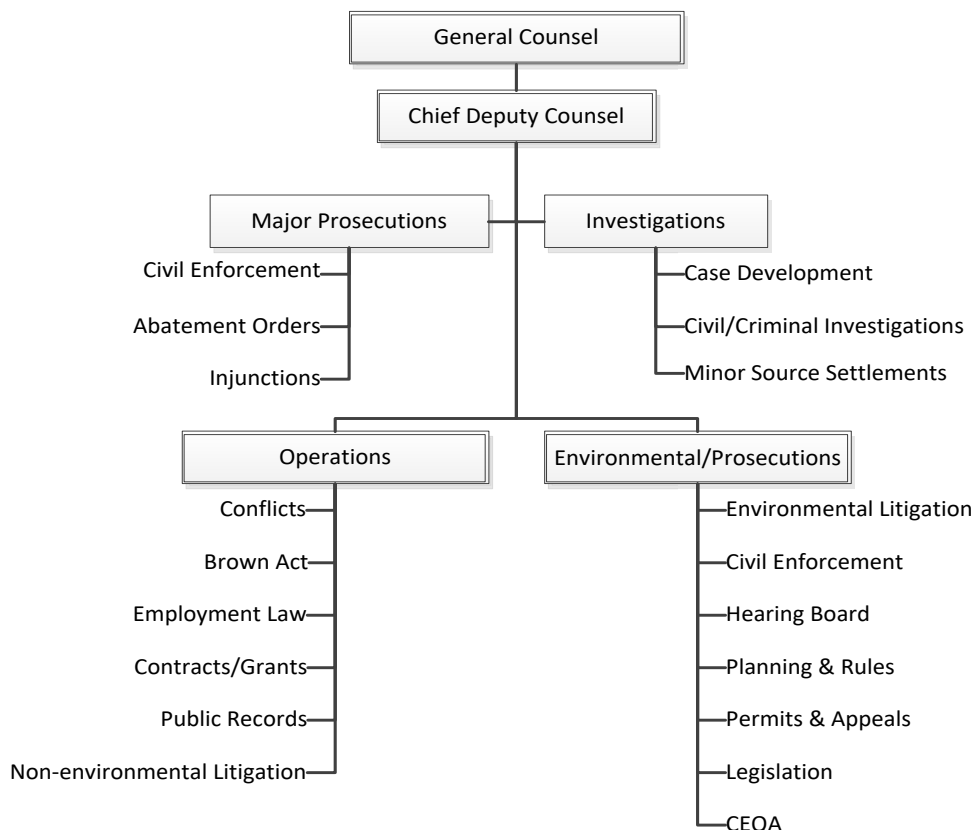 General Counsel
Chief Deputy Counsel
Major Prosecutions
Civil Enforcement
Abatement Orders
Injunctions
Investigations
Case Development
Civil/Criminal Investigations
Minor Source Settlements
Operations
Conflicts
Brown Act
Employment Law
Contracts/Grants
Public Records
Non-environmental Litigation
Environmental/Prosecutions
Environmental Litigation
Civil Enforcement
Hearing Board
Planning & Rules
Permits & Appeals
Legislation
CEQA